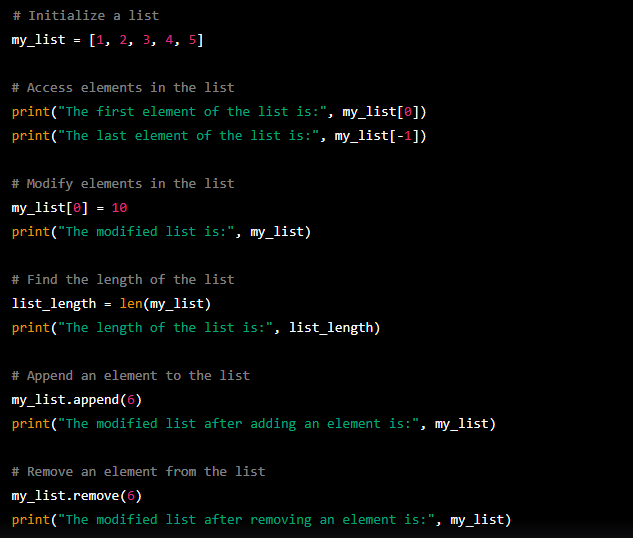 # Initialize a list
my_list = [1, 2, 3, 4, 5]
# Access elements in the list
print("The first element of the list is:", my_list[0])
print("The last element of the list is:", my_list[-1])
# Modify elements in the list
my_list[0] = 10
print("The modified list is:", my_list)
# Find the length of the list
list_length = len(my_list)
print("The length of the list is:", list_length)
# Append an element to the list
my_list.append(6)
print("The modified list after adding an element is:", my_list)
# Remove an element from the list
my_list.remove(6)
print("The modified list after removing an element is:", my_list)